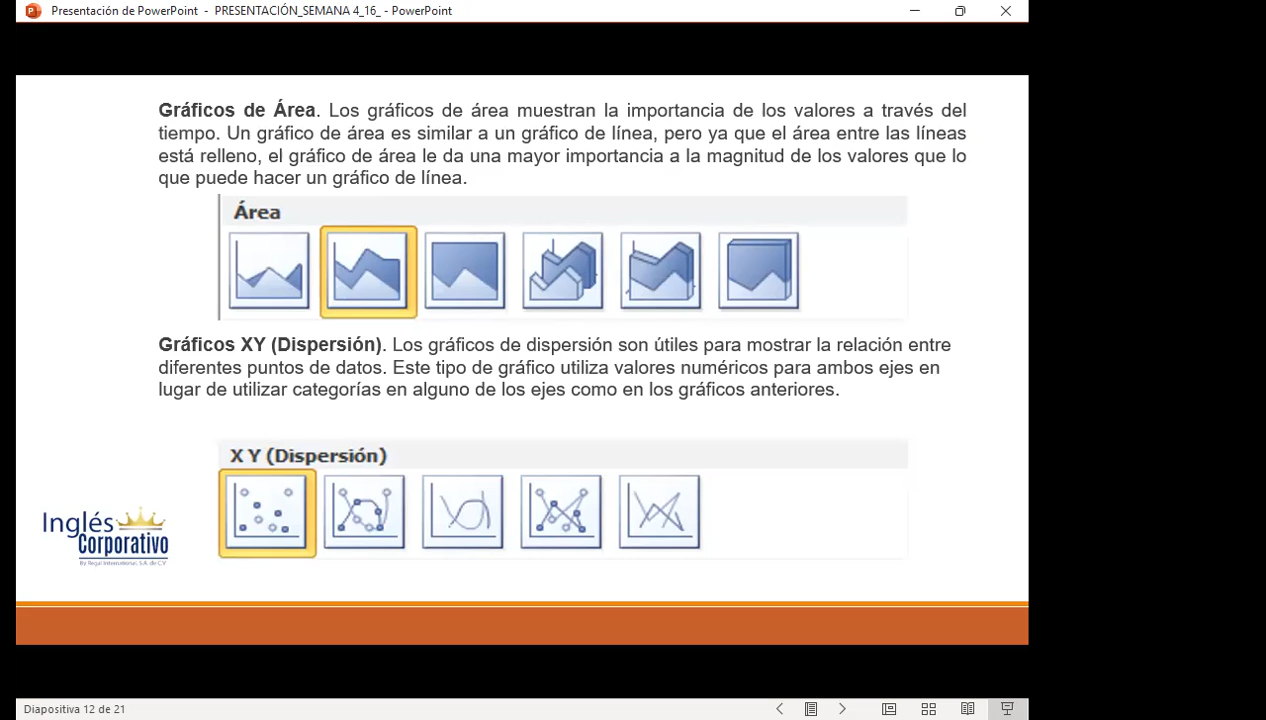 Presentación de PowerPoint - PRESENTACIÓN_SEMANA 4_16_ - PowerPoint
Gráficos de Área. Los gráficos de área muestran la importancia de los valores a través del
tiempo. Un gráfico de área es similar a un gráfico de línea, pero ya que el área entre las líneas
está relleno, el gráfico de área le da una mayor importancia a la magnitud de los valores que lo
que puede hacer un gráfico de línea.
Área
Gráficos XY (Dispersión). Los gráficos de dispersión son útiles para mostrar la relación entre
diferentes puntos de datos. Este tipo de gráfico utiliza valores numéricos para ambos ejes en
lugar de utilizar categorías en alguno de los ejes como en los gráficos anteriores.
X Y (Dispersión)
Inglés
Corporativo
Diapositiva 12 de 21